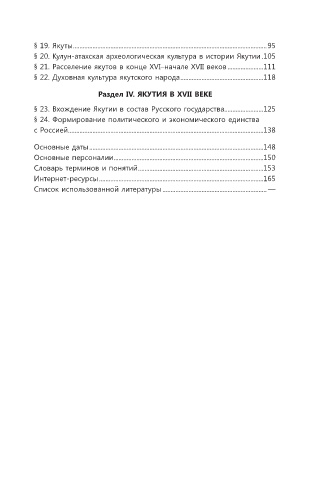 § 19. Якуты 95
§ 20. Кулун-атахская археологическая культура в истории Якутии 105
§ 21. Расселение якутов в конце XVI–начале XVII веков 111
§ 22. Духовная культура якутского народа 118
Раздел IV. ЯКУТИЯ В XVII ВЕКЕ
§ 23. Вхождение Якутии в состав Русского государства 125
§ 24. Формирование политического и экономического единства
с Россией 138
Основные даты 148
Основные персоналии 150
Словарь терминов и понятий 153
Интернет-ресурсы 165
Список использованной литературы —